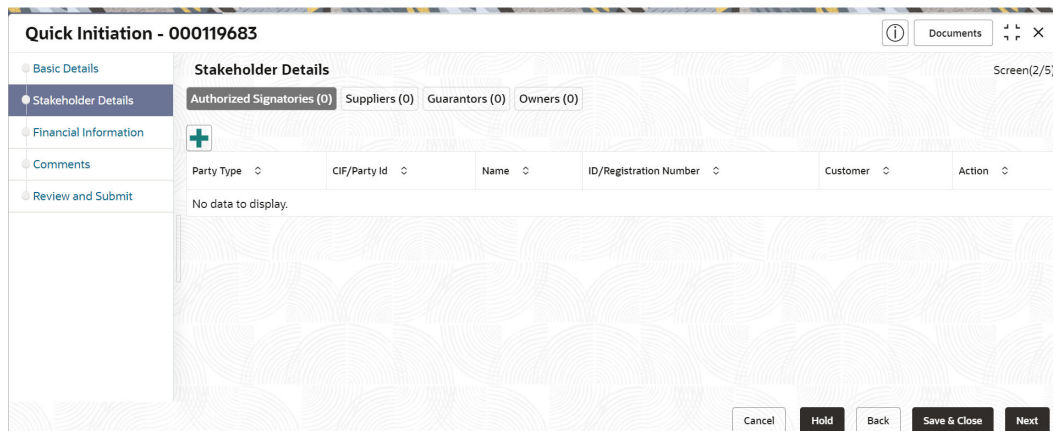 Quick Initiation - 000119683
Documents
Basic Details
Stakeholder Details
Financial Information
Comments
Review and Submit
Stakeholder Details
Screen(2/5)
Authorized Signatories (0) Suppliers (0) Guarantors (0) Owners (0)
Party Type CIF/Party Id Name ID/Registration Number Customer Action
No data to display.
Cancel Hold Back Save & Close Next